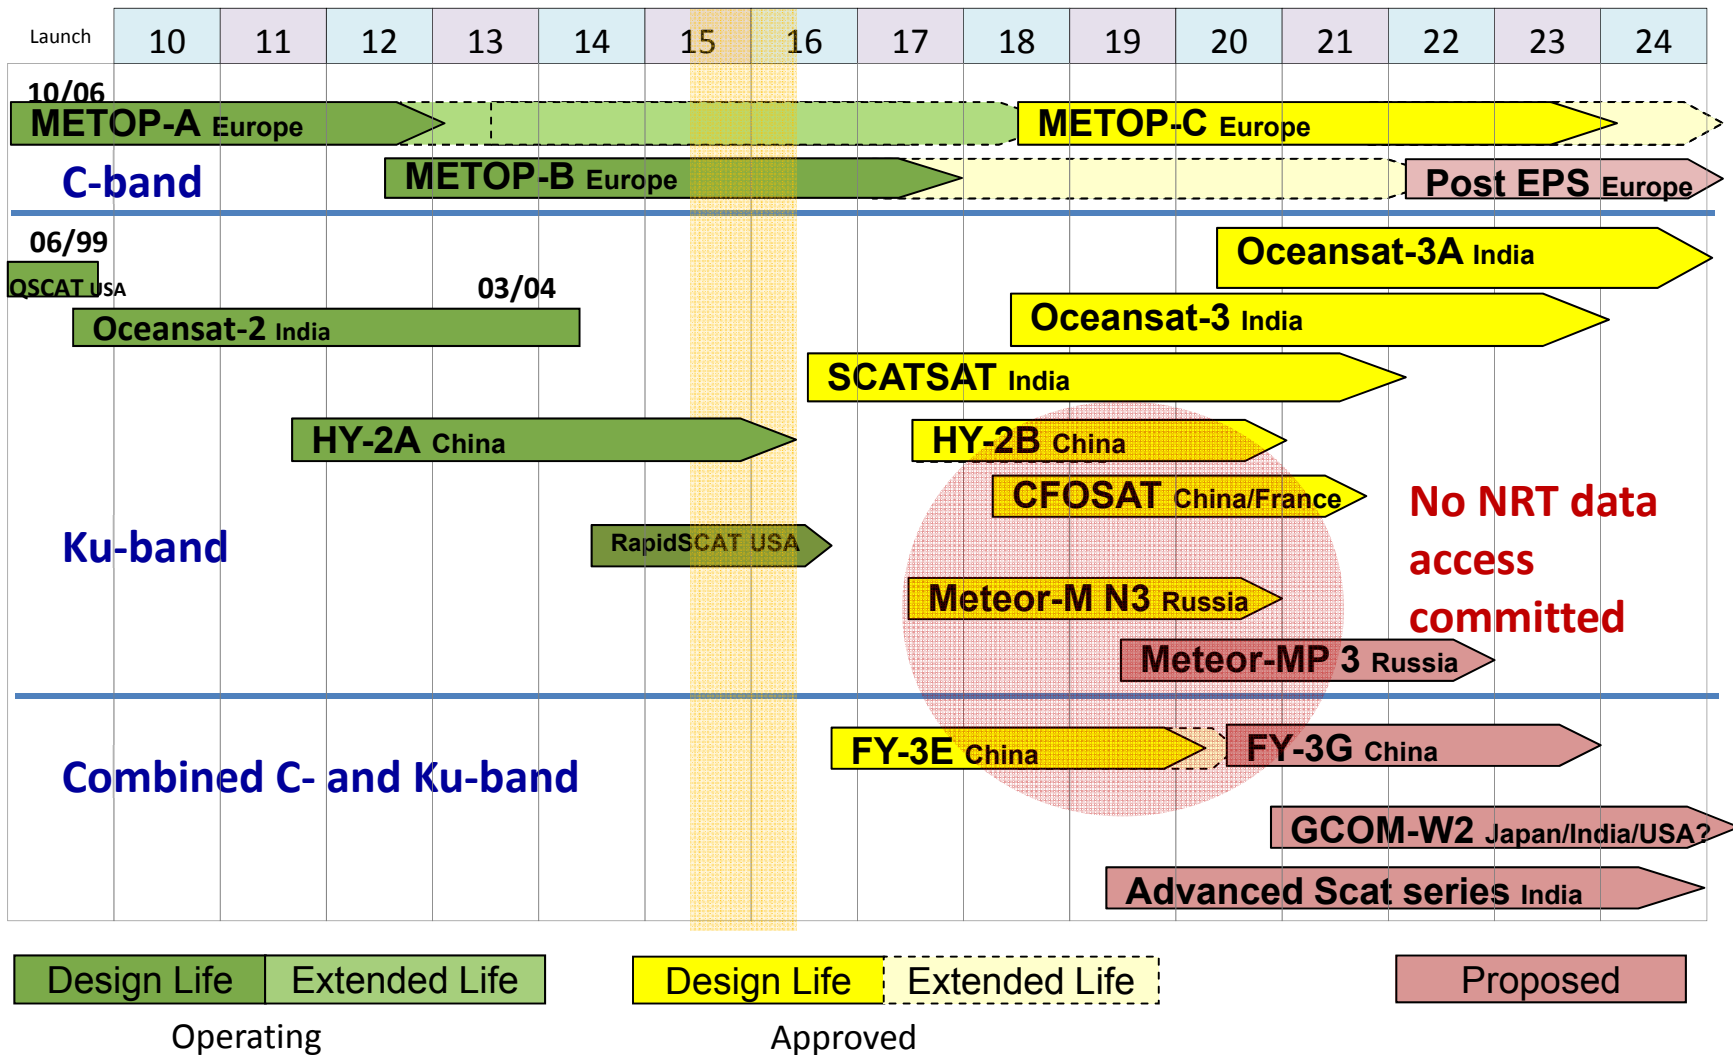 Launch 10 11 12 13 14 15 16 17 18 19 20 21 22 23 24
10/06
METOP-A Europe
METOP-C Europe
C-band
METOP-B Europe
Post EPS Europe
06/99
Oceansat-3A India
QSCAT USA
03/04
Oceansat-2 India
Oceansat-3 India
SCATSAT India
HY-2A China
HY-2B China
CFOSAT China/France
No NRT data
access
committed
Ku-band
RapidSCAT USA
Meteor-M N3 Russia
Meteor-MP 3 Russia
FY-3E China
FY-3G China
Combined C- and Ku-band
GCOM-W2 Japan/India/USA?
Advanced Scat series India
Design Life
Extended Life
Design Life
Extended Life
Proposed
Operating
Approved